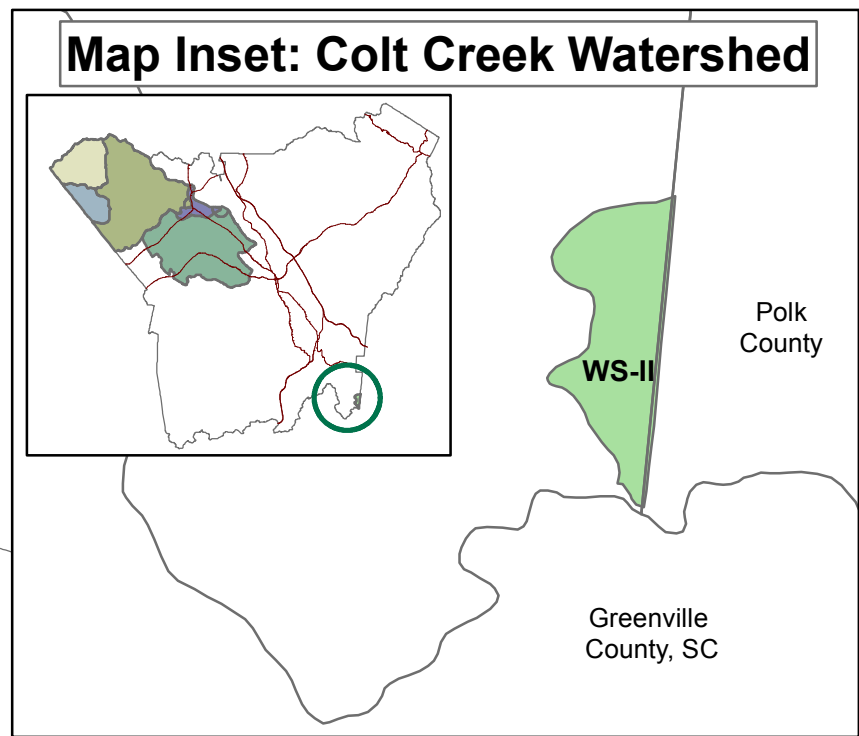 Map Inset: Colt Creek Watershed
Polk
County
WS-II
Greenville
County, SC